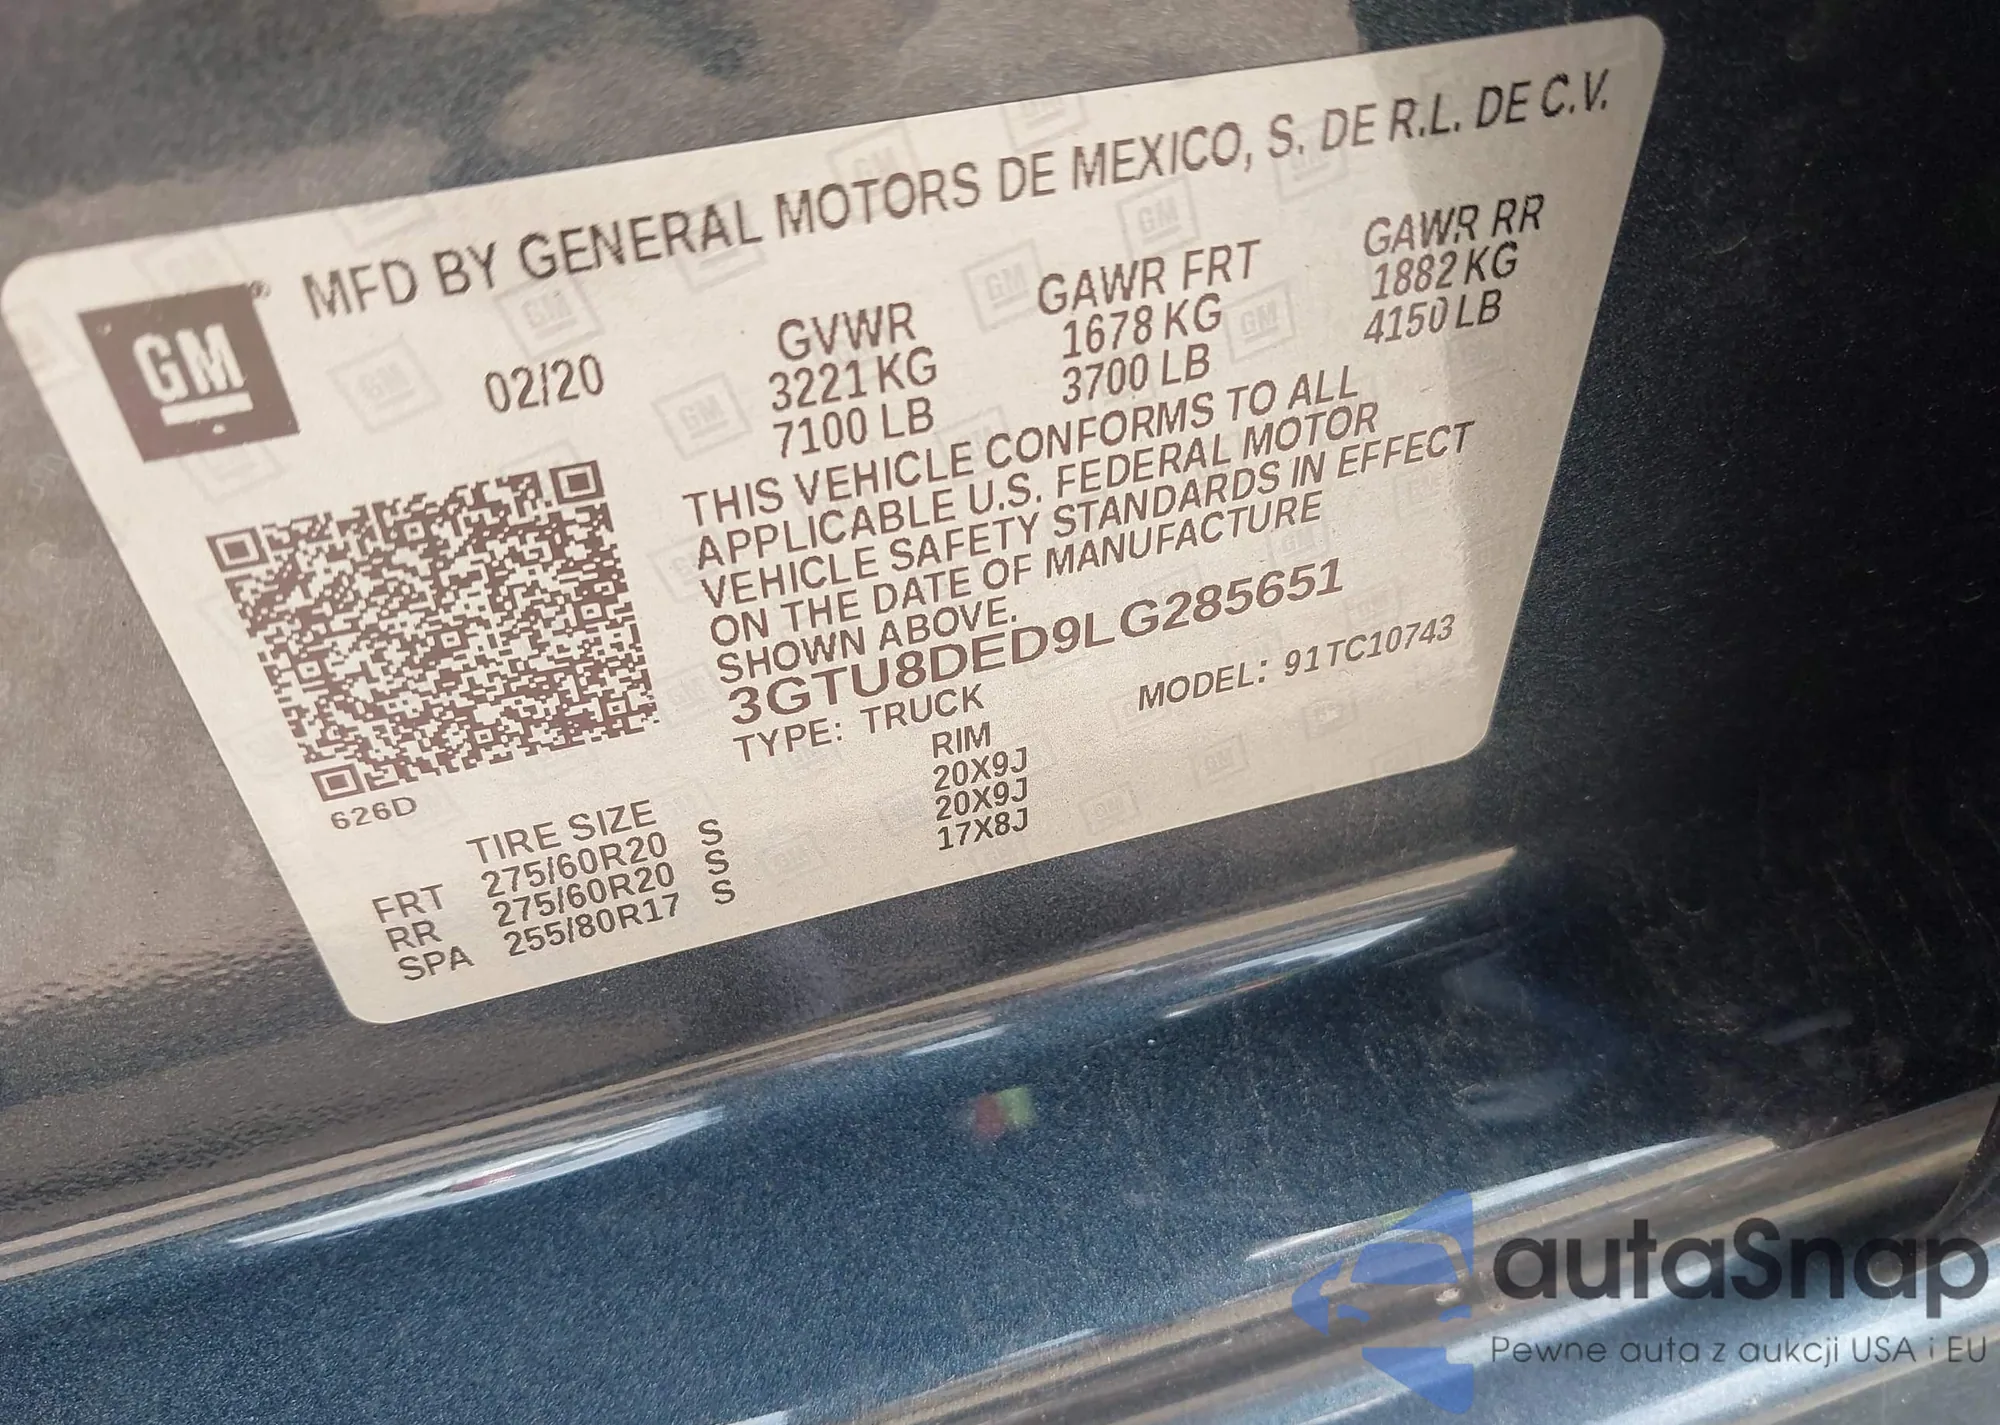 MFD BY GENERAL MOTORS DE MEXICO, S. DE R.L. DE C.V.
GM
®
02/20
GVWR
3221 KG
7100 LB
GAWR FRT
1678 KG
3700 LB
GAWR RR
1882 KG
4150 LB
THIS VEHICLE CONFORMS TO ALL
APPLICABLE U.S. FEDERAL MOTOR
VEHICLE SAFETY STANDARDS IN EFFECT
ON THE DATE OF MANUFACTURE
SHOWN ABOVE.
3GTU8DED9LG285651
TYPE: TRUCK MODEL: 91TC10743
626D
TIRE SIZE RIM
FRT 275/60R20 S 20X9J
RR 275/60R20 S 20X9J
SPA 255/80R17 S 17X8J
autaSnap
Pewne auta z aukcji USA i EU